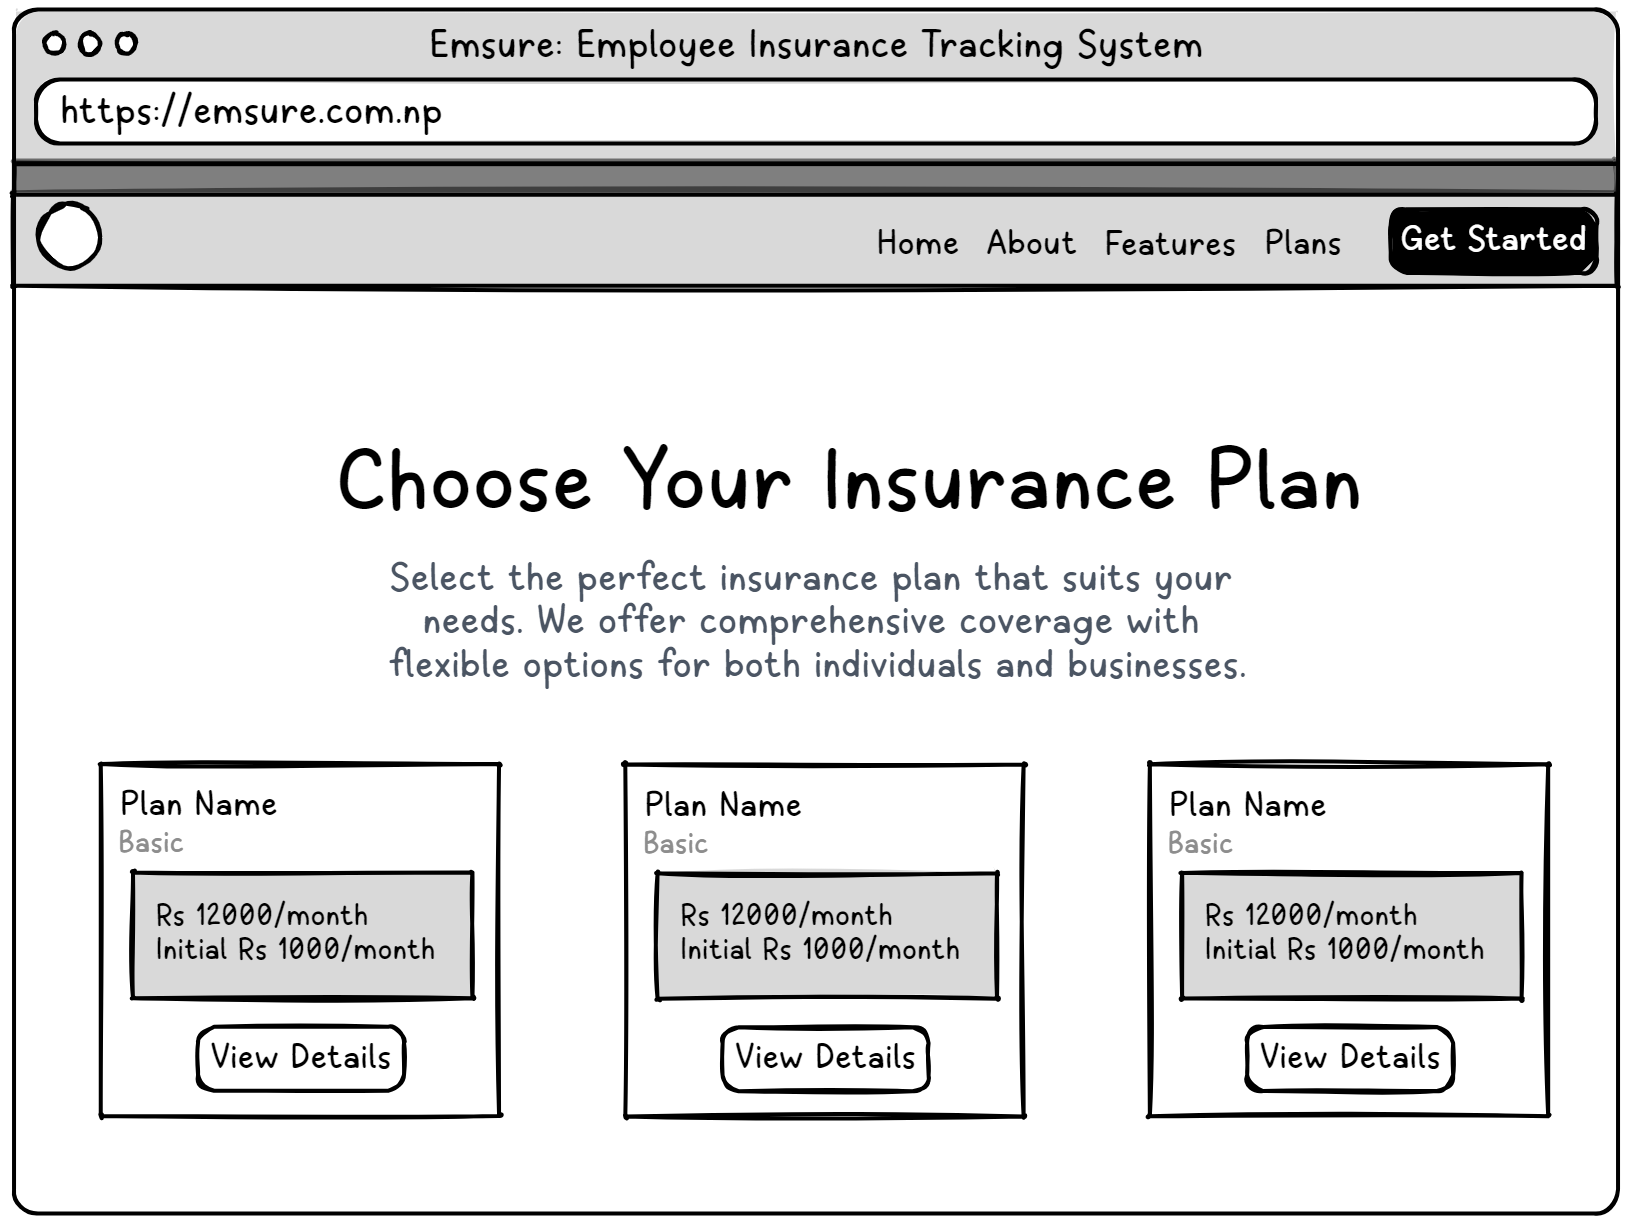 Emsure: Employee Insurance Tracking System
https://emsure.com.np
Home About Features Plans Get Started
Choose Your Insurance Plan
Select the perfect insurance plan that suits your
needs. We offer comprehensive coverage with
flexible options for both individuals and businesses.
Plan Name
Basic
Rs 12000/month
Initial Rs 1000/month
View Details
Plan Name
Basic
Rs 12000/month
Initial Rs 1000/month
View Details
Plan Name
Basic
Rs 12000/month
Initial Rs 1000/month
View Details